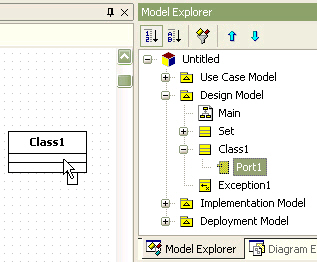 Model Explorer
Untitled
Use Case Model
Design Model
Main
Set
Class1
Port1
Exception1
Implementation Model
Deployment Model
Class1
Model Explorer
Diagram E